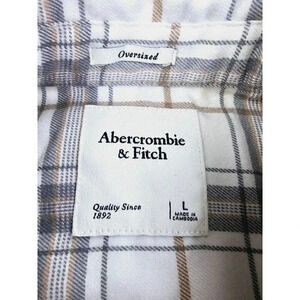 Oversized
Abercrombie
& Fitch
Quality Since
1892
L
MADE IN
CAMBODIA